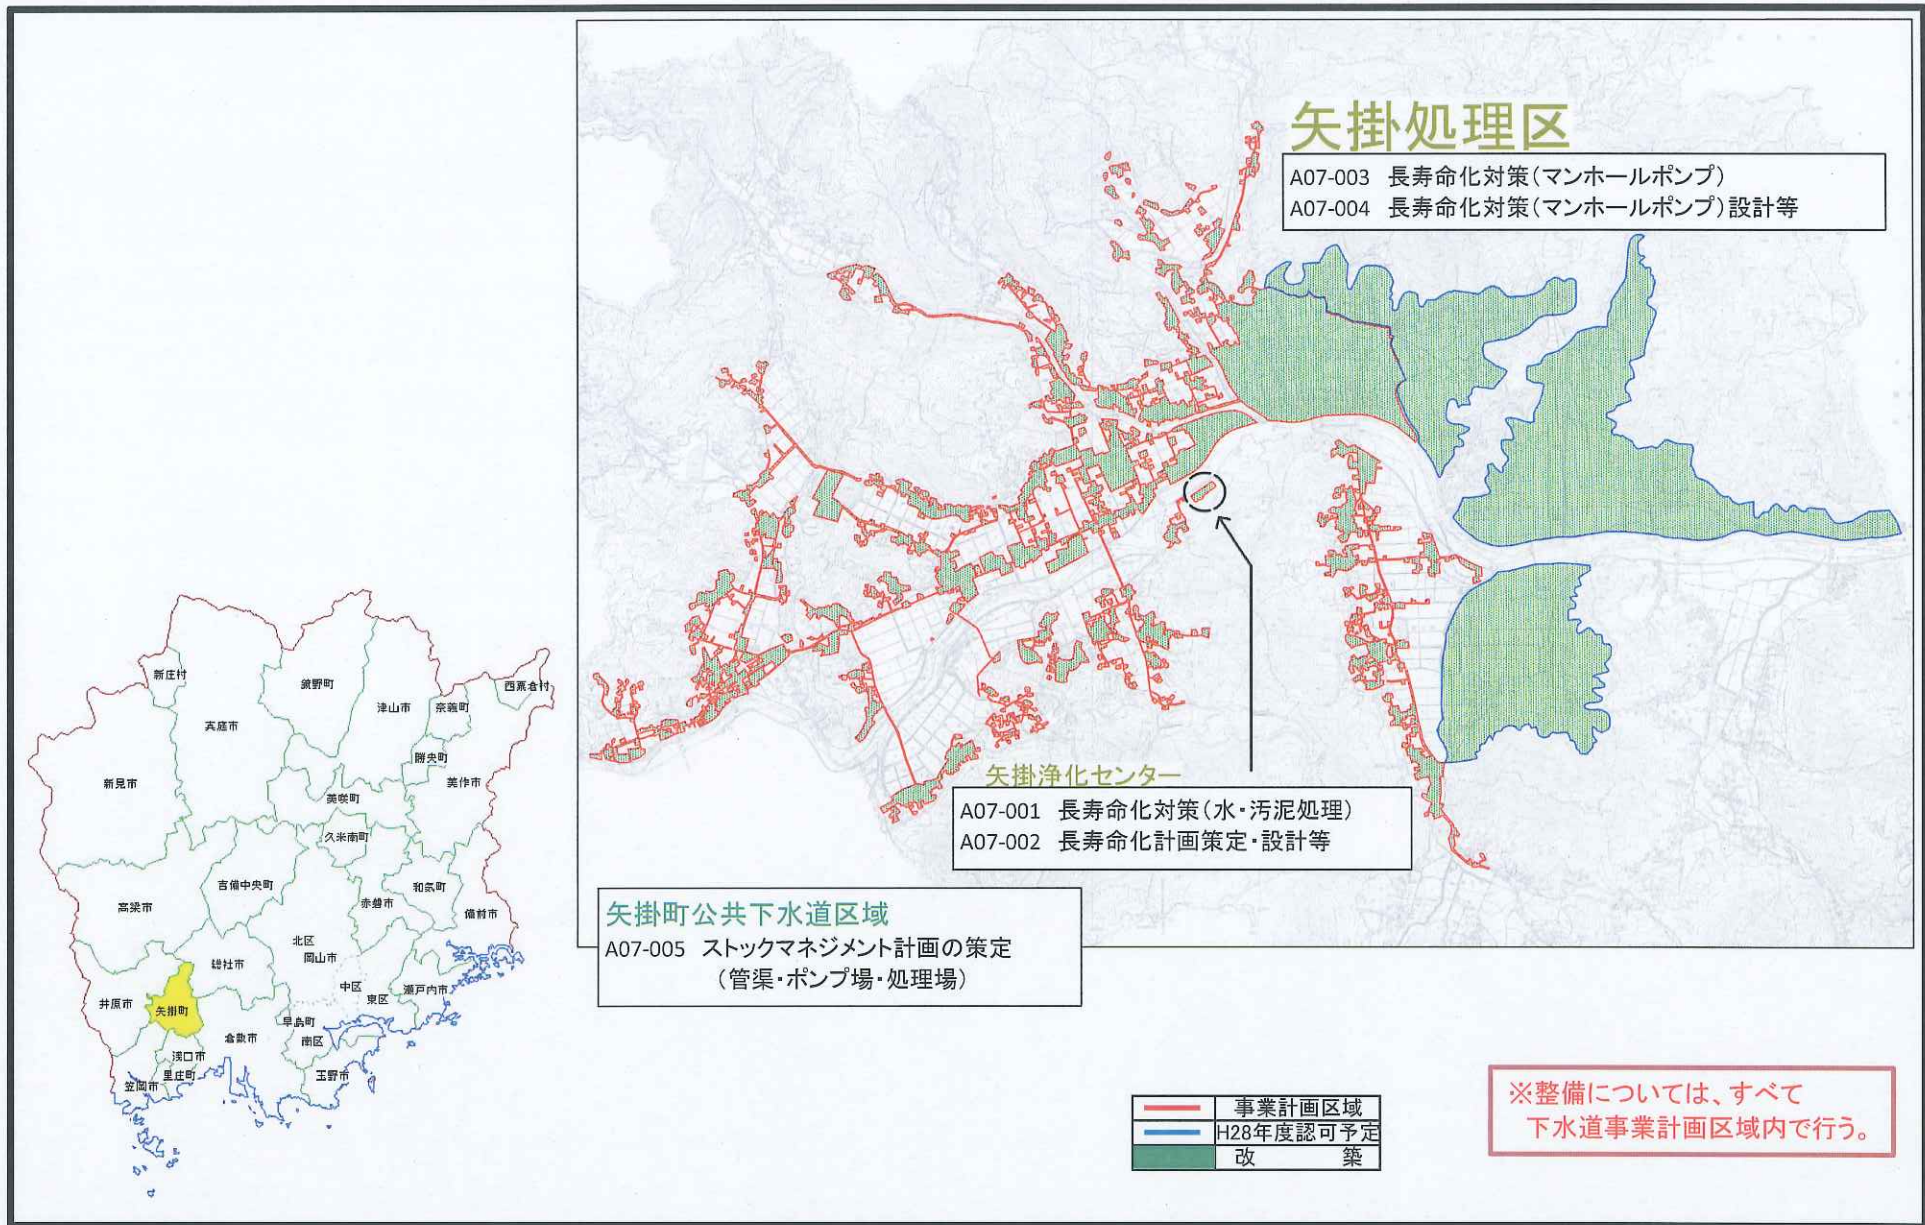 矢掛処理区
A07-003 長寿命化対策(マンホールポンプ)
A07-004 長寿命化対策(マンホールポンプ)設計等
矢掛浄化センター
A07-001 長寿命化対策(水・汚泥処理)
A07-002 長寿命化計画策定・設計等
矢掛町公共下水道区域
A07-005 ストックマネジメント計画の策定
(管渠・ポンプ場・処理場)
新庄村
鏡野町
西粟倉村
真庭市
津山市
奈義町
勝央町
新見市
美作市
美咲町
久米南町
吉備中央町
和気町
高梁市
赤磐市
備前市
北区
岡山市
総社市
中区
東区
瀬戸内市
井原市
矢掛町
早島町
倉敷市
南区
浅口市
里庄町
笠岡市
玉野市
事業計画区域
H28年度認可予定
改 築
※整備については、すべて
下水道事業計画区域内で行う。